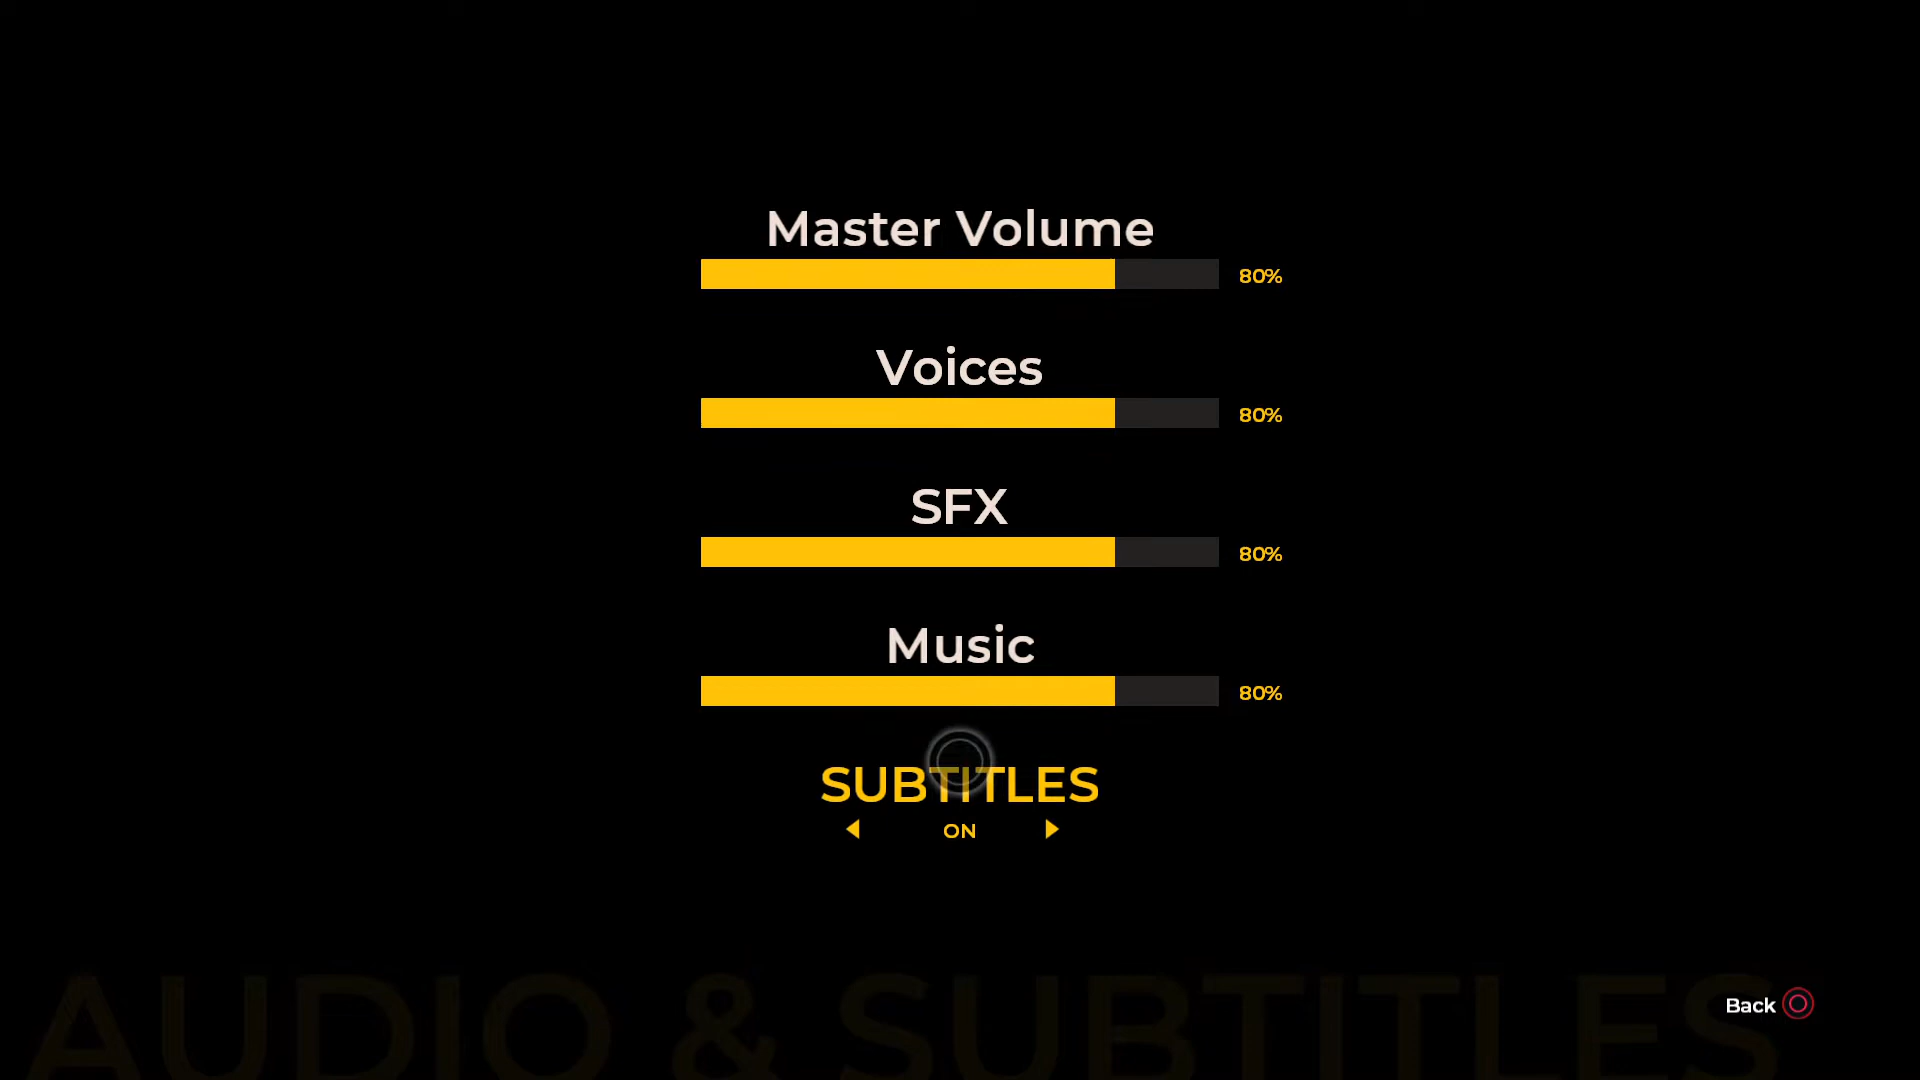 Master Volume
80%
Voices
80%
SFX
80%
Music
80%
SUBTITLES
ON
AUDIO & SUBTITLES
Back